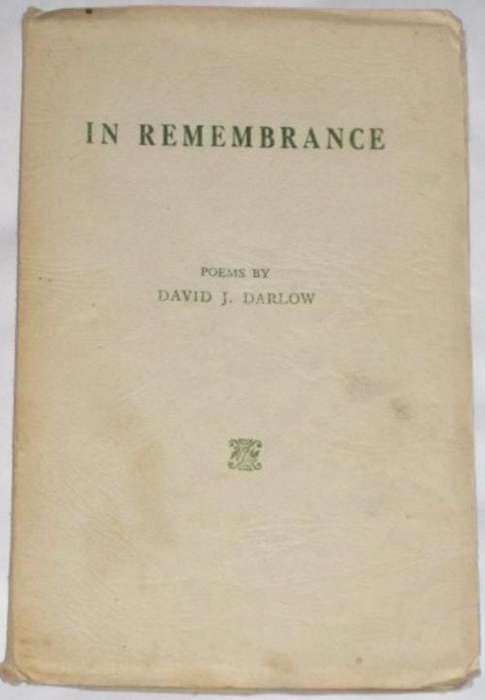 IN REMEMBRANCE
POEMS BY
DAVID J. DARLOW